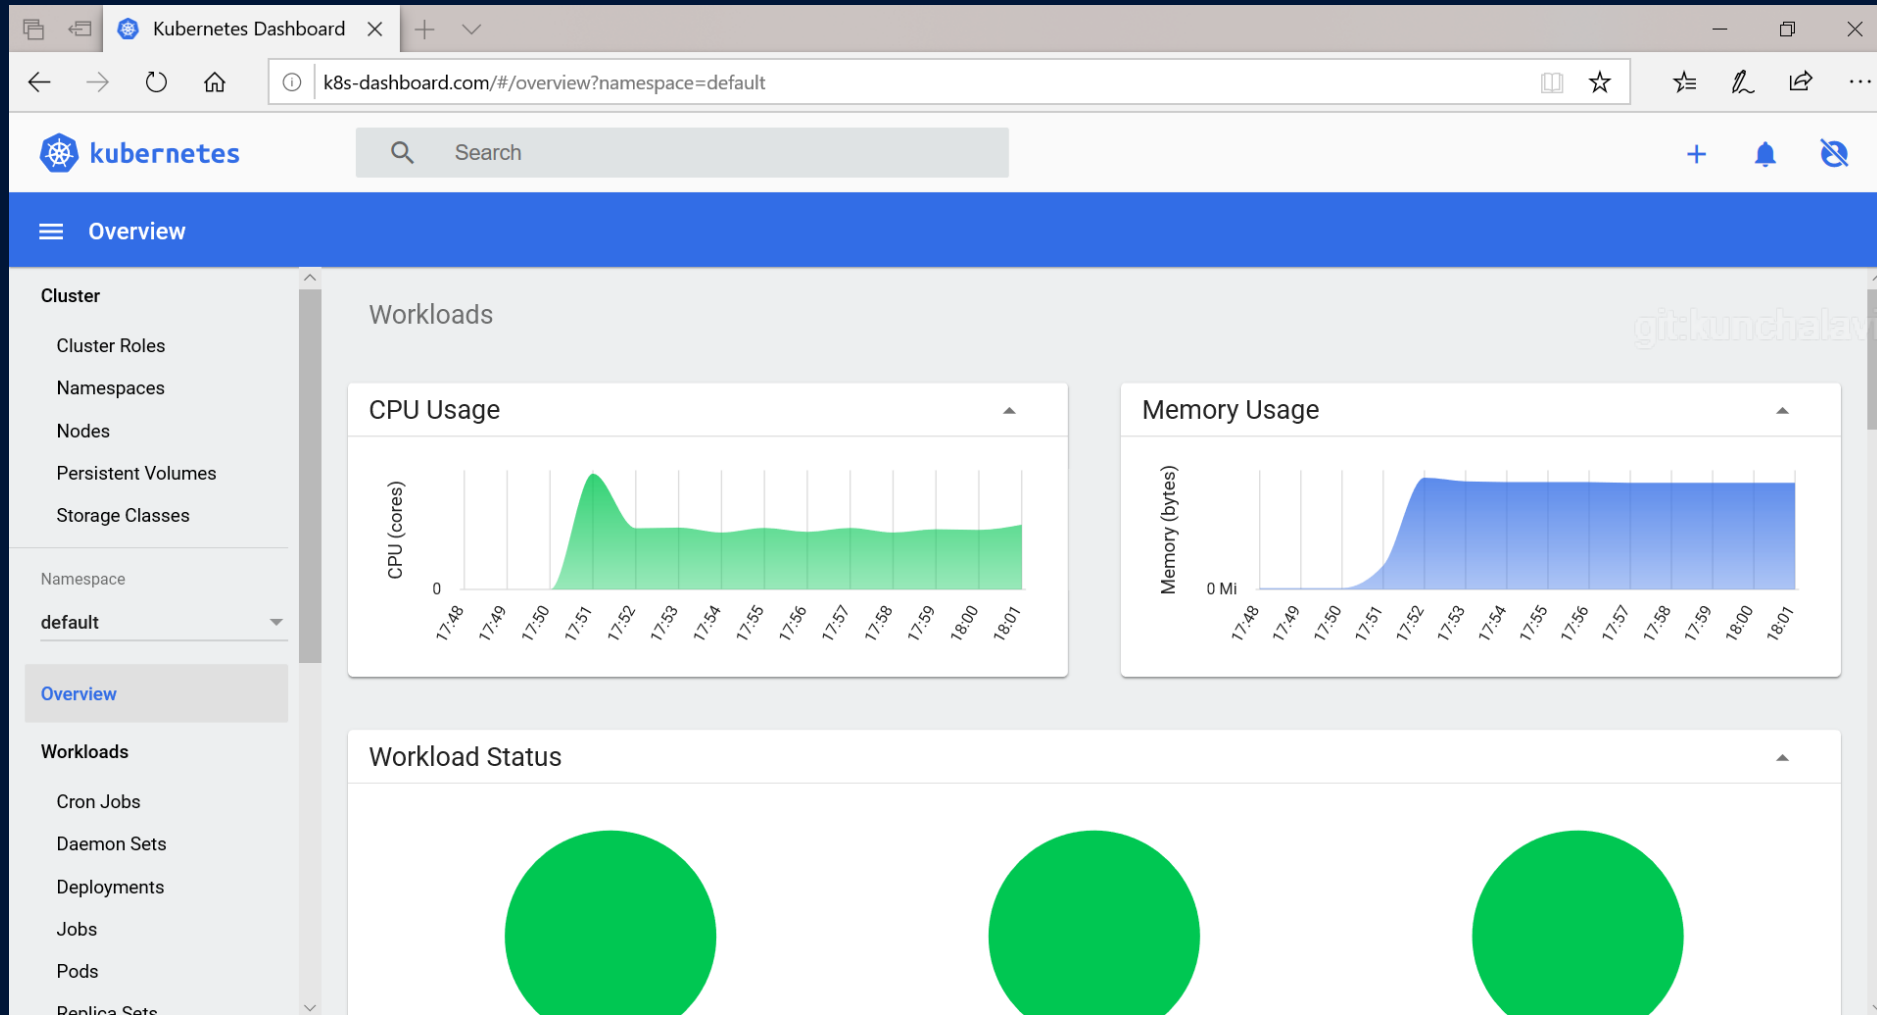 Kubernetes Dashboard
k8s-dashboard.com/#/overview?namespace=default
kubernetes
Search
Overview
Cluster
Cluster Roles
Namespaces
Nodes
Persistent Volumes
Storage Classes
Namespace
default
Overview
Workloads
Cron Jobs
Daemon Sets
Deployments
Jobs
Pods
Replica Sets
Workloads
git:kunchalavi
CPU Usage
CPU (cores)
0
17:48 17:49 17:50 17:51 17:52 17:53 17:54 17:55 17:56 17:57 17:58 17:59 18:00 18:01
Memory Usage
Memory (bytes)
0 Mi
17:48 17:49 17:50 17:51 17:52 17:53 17:54 17:55 17:56 17:57 17:58 17:59 18:00 18:01
Workload Status